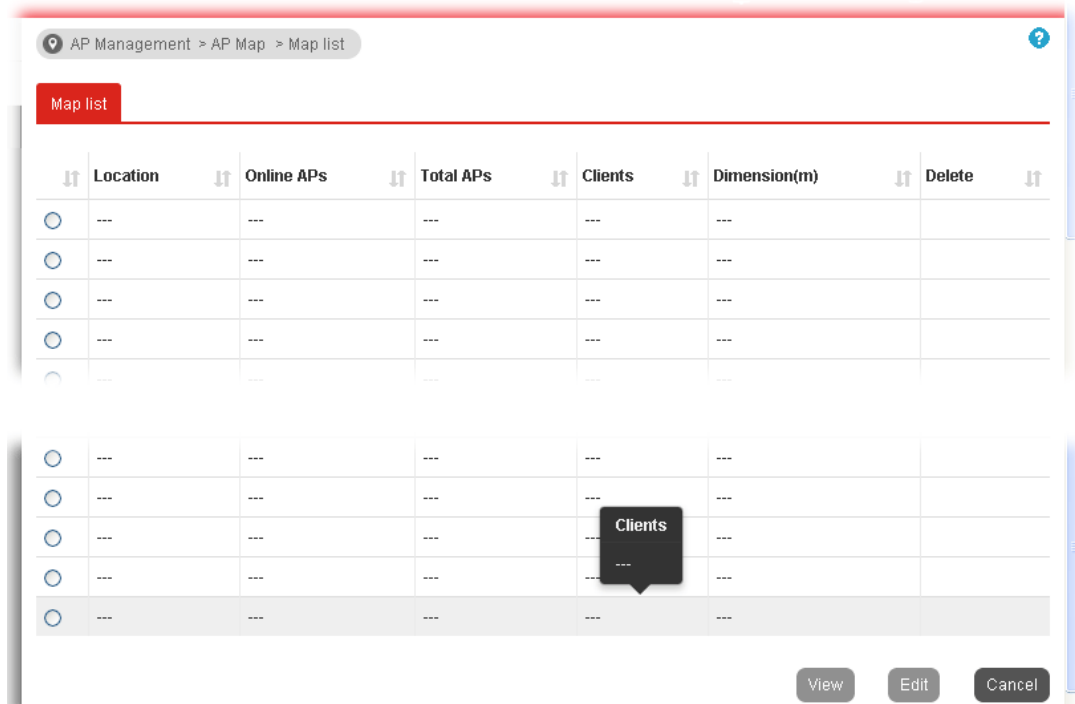 AP Management > AP Map > Map list
?
Map list
Location Online APs Total APs Clients Dimension(m) Delete
--- --- --- --- ---
--- --- --- --- ---
--- --- --- --- ---
--- --- --- --- ---
--- --- --- --- ---
--- --- --- --- ---
--- --- --- --- ---
Clients
--- --- --- --- ---
---
--- --- --- --- ---
--- --- --- --- ---
View Edit Cancel